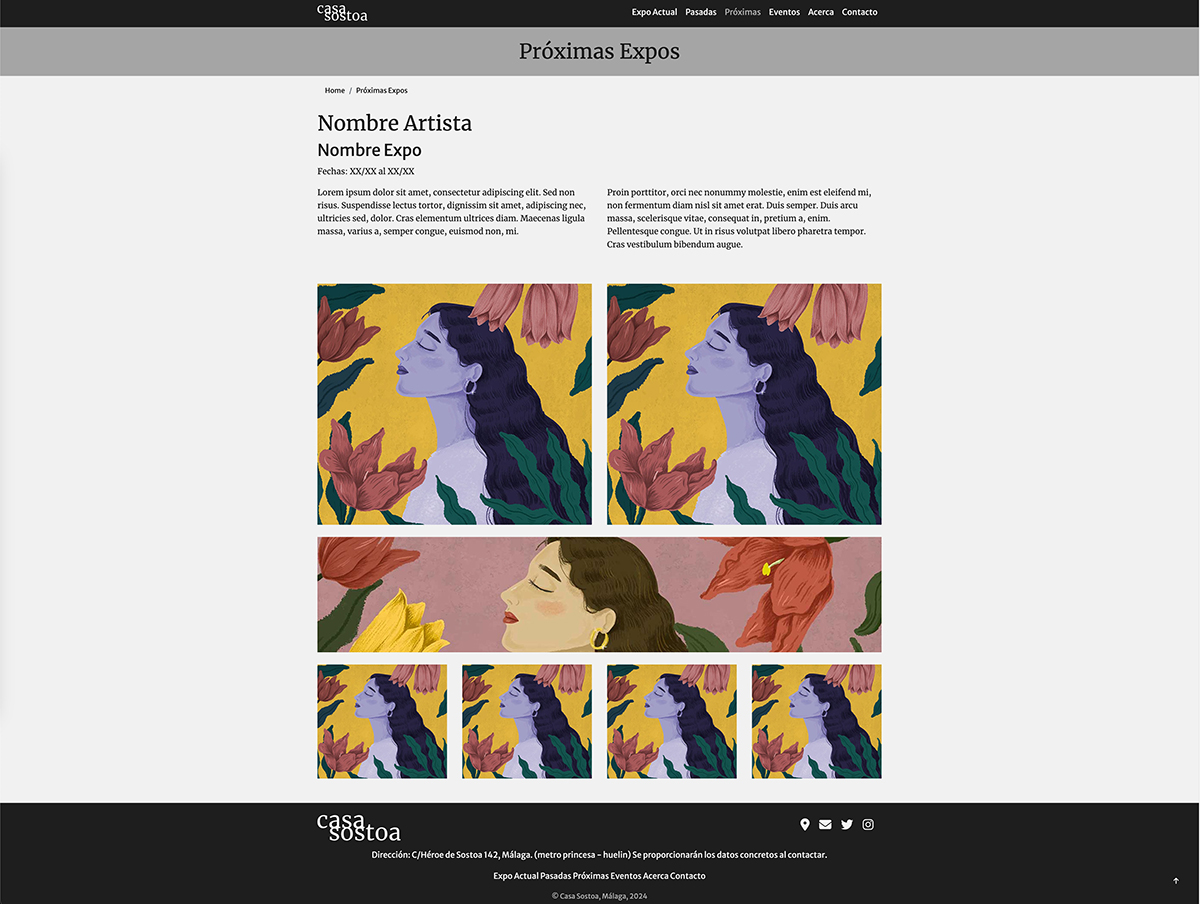 casa
sostoa
Expo Actual Pasadas Próximas Eventos Acerca Contacto
Próximas Expos
Home / Próximas Expos
Nombre Artista
Nombre Expo
Fechas: XX/XX al XX/XX
Lorem ipsum dolor sit amet, consectetur adipiscing elit. Sed non
risus. Suspendisse lectus tortor, dignissim sit amet, adipiscing nec,
ultricies sed, dolor. Cras elementum ultrices diam. Maecenas ligula
massa, varius a, semper congue, euismod non, mi.
Proin porttitor, orci nec nonummy molestie, enim est eleifend mi,
non fermentum diam nisl sit amet erat. Duis semper. Duis arcu
massa, scelerisque vitae, consequat in, pretium a, enim.
Pellentesque congue. Ut in risus volutpat libero pharetra tempor.
Cras vestibulum bibendum augue.
casa
sostoa
Dirección: C/Héroe de Sostoa 142, Málaga. (metro princesa - huelin) Se proporcionarán los datos concretos al contactar.
Expo Actual Pasadas Próximas Eventos Acerca Contacto
© Casa Sostoa, Málaga, 2024